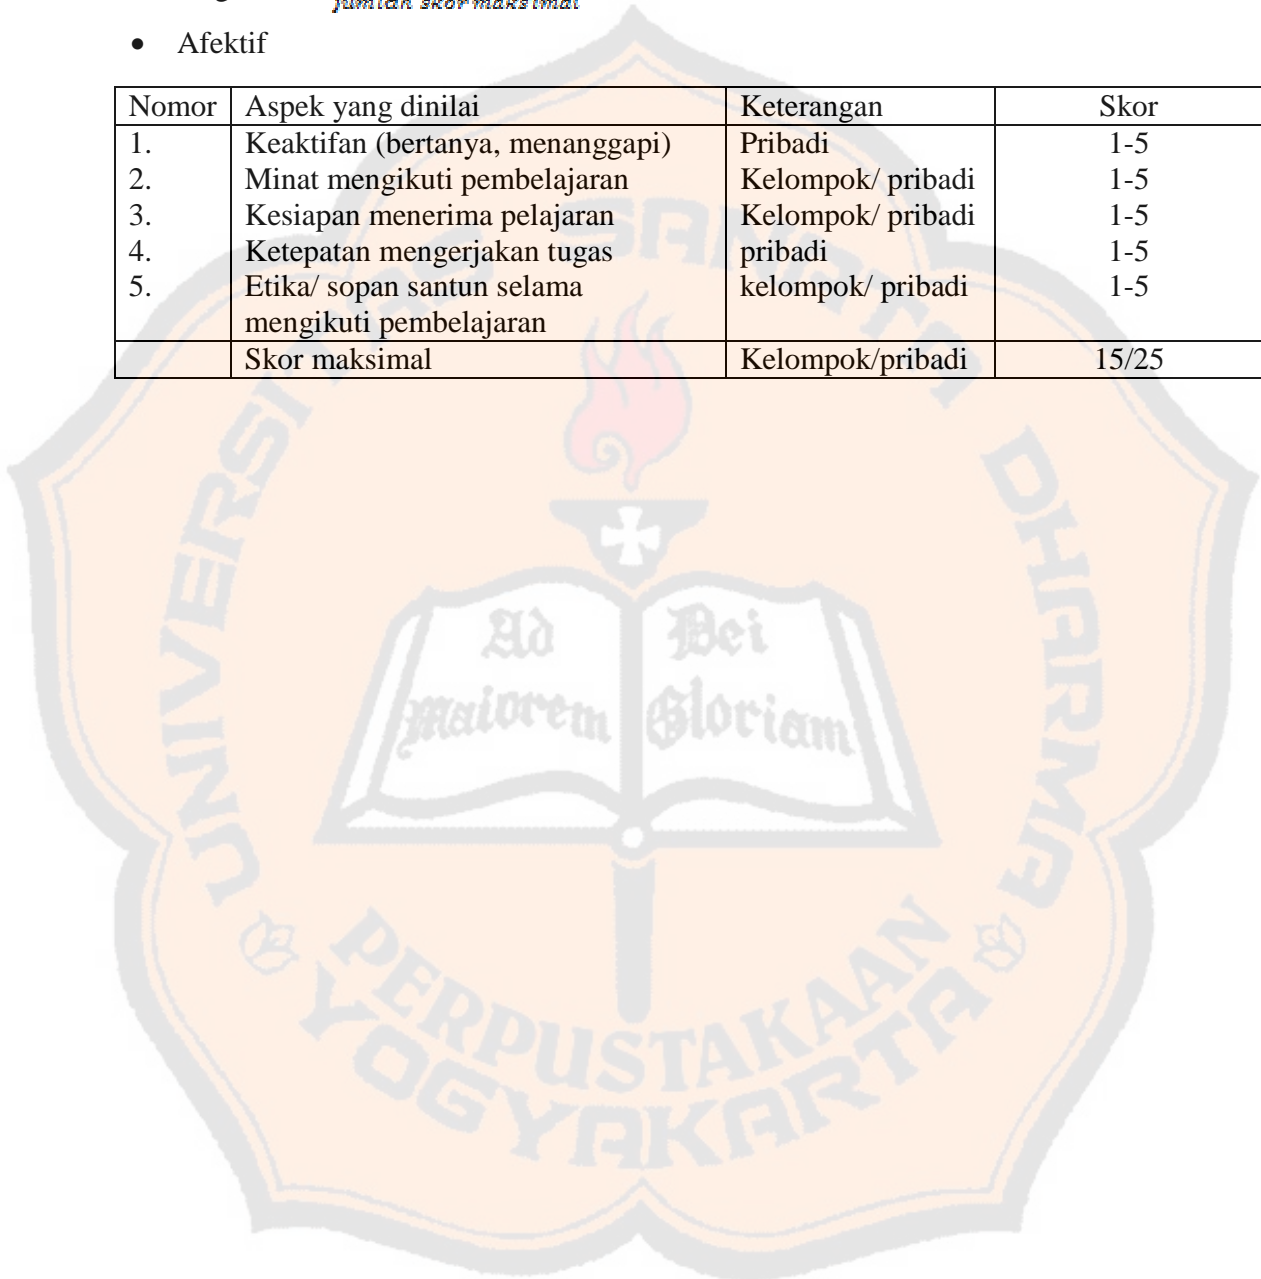 jumlah skor maksimal
• Afektif
Nomor Aspek yang dinilai Keterangan Skor
1. Keaktifan (bertanya, menanggapi) Pribadi 1-5
2. Minat mengikuti pembelajaran Kelompok/ pribadi 1-5
3. Kesiapan menerima pelajaran Kelompok/ pribadi 1-5
4. Ketepatan mengerjakan tugas pribadi 1-5
5. Etika/ sopan santun selama kelompok/ pribadi 1-5
mengikuti pembelajaran
Skor maksimal Kelompok/pribadi 15/25
UNIVERSITAS SANATA DHARMA
Ad Dei
maiorem Gloriam
PERPUSTAKAAN
YOGYAKARTA